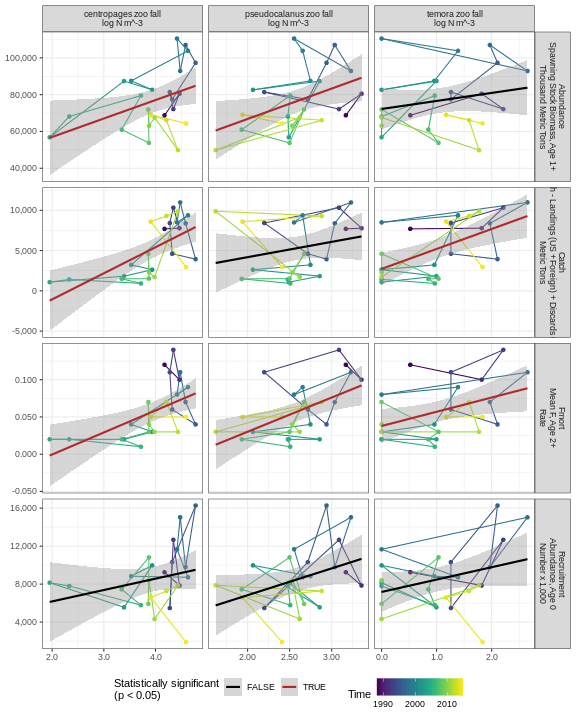 centropages zoo fall
log N m^-3
pseudocalanus zoo fall
log N m^-3
temora zoo fall
log N m^-3
100,000
80,000
60,000
40,000
Abundance
Spawning Stock Biomass, Age 1+
Thousand Metric Tons
10,000
5,000
0
-5,000
Catch
h - Landings (US +Foreign) + Discards
Metric Tons
0.100
0.050
0.000
-0.050
Fmort
Mean F, Age 2+
Rate
16,000
12,000
8,000
4,000
Recruitment
Abundance, Age 0
Number x 1,000
2.0 3.0 4.0
2.00 2.50 3.00
0.0 1.0 2.0
Statistically significant
(p < 0.05)
FALSE
TRUE
Time
1990 2000 2010